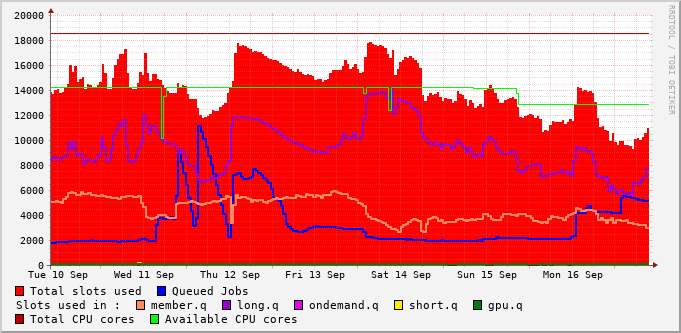 20000
18000
16000
14000
12000
10000
8000
6000
4000
2000
0
Tue 10 Sep Wed 11 Sep Thu 12 Sep Fri 13 Sep Sat 14 Sep Sun 15 Sep Mon 16 Sep
Total slots used Queued Jobs
Slots used in : member.q long.q ondemand.q short.q gpu.q
Total CPU cores Available CPU cores
RRDTOOL / TOBI OETIKER